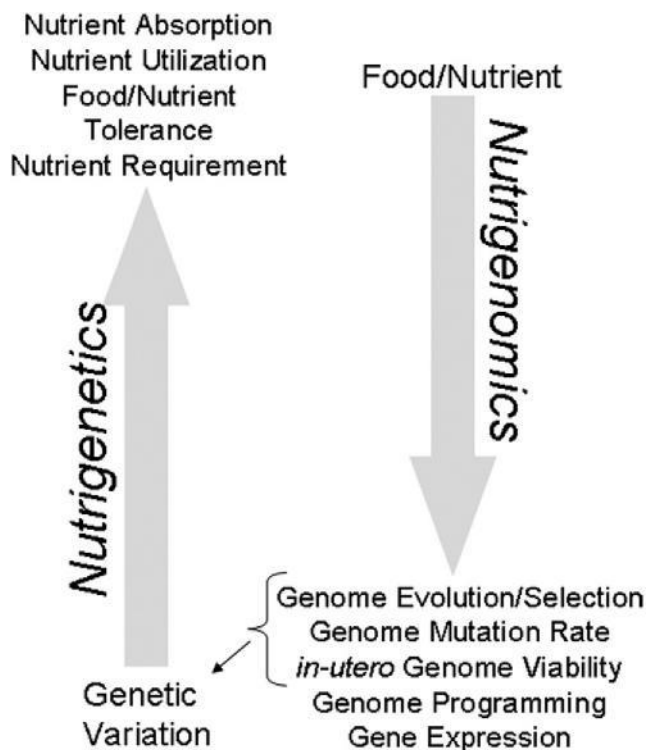 Nutrient Absorption
Nutrient Utilization
Food/Nutrient
Tolerance
Nutrient Requirement
Food/Nutrient
Nutrigenetics
Nutrigenomics
Genetic
Variation
Genome Evolution/Selection
Genome Mutation Rate
in-utero Genome Viability
Genome Programming
Gene Expression